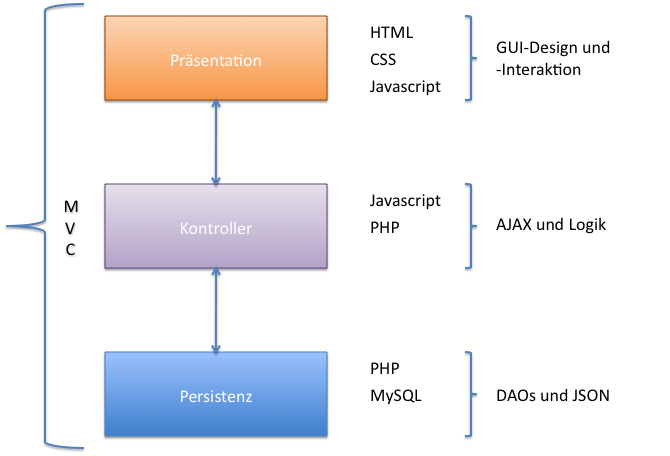 Präsentation
HTML
CSS
Javascript
GUI-Design und
-Interaktion
M
V
C
Kontroller
Javascript
PHP
AJAX und Logik
Persistenz
PHP
MySQL
DAOs und JSON